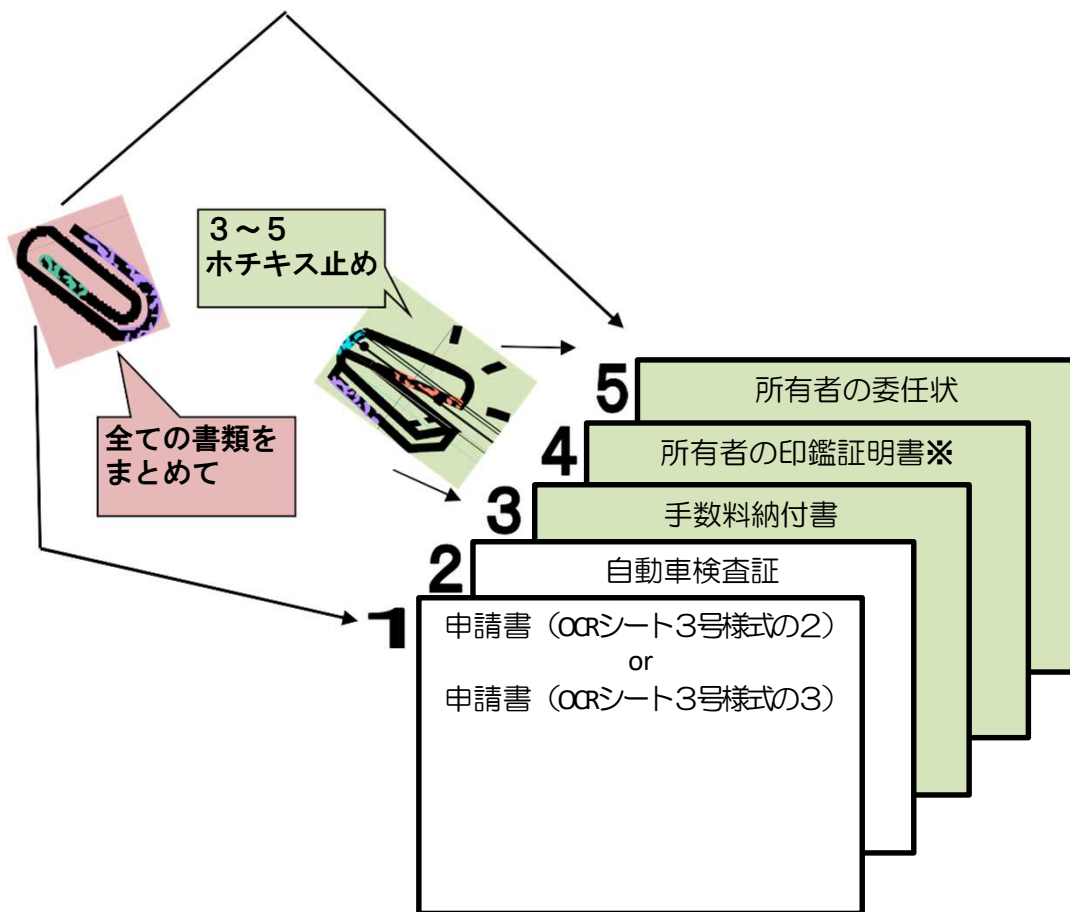 3~5
ホチキス止め
全ての書類を
まとめて
5
所有者の委任状
4
所有者の印鑑証明書※
3
手数料納付書
2
自動車検査証
1
申請書(OCRシート3号様式の2)
or
申請書(OCRシート3号様式の3)